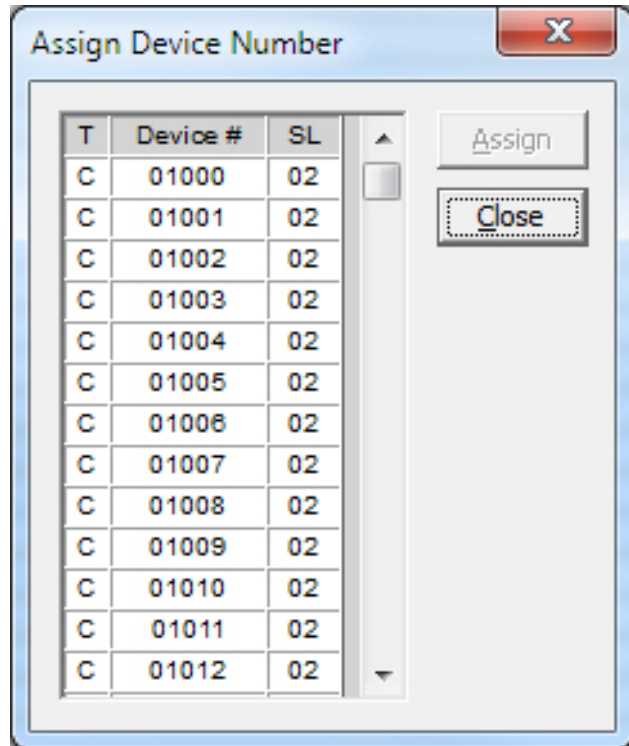 Assign Device Number
T Device # SL
C 01000 02
C 01001 02
C 01002 02
C 01003 02
C 01004 02
C 01005 02
C 01006 02
C 01007 02
C 01008 02
C 01009 02
C 01010 02
C 01011 02
C 01012 02
Assign
Close